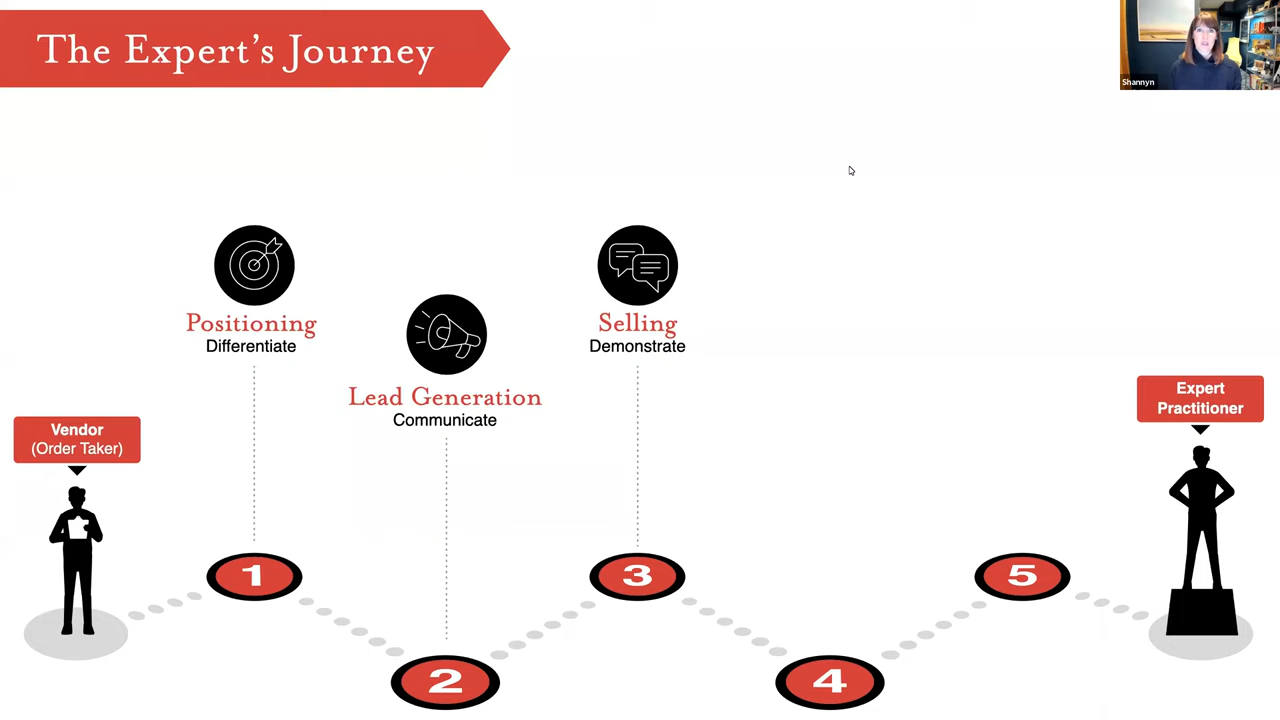 The Expert's Journey
Shannyn
Positioning
Differentiate
Selling
Demonstrate
Lead Generation
Communicate
Vendor
(Order Taker)
Expert
Practitioner
1
2
3
4
5